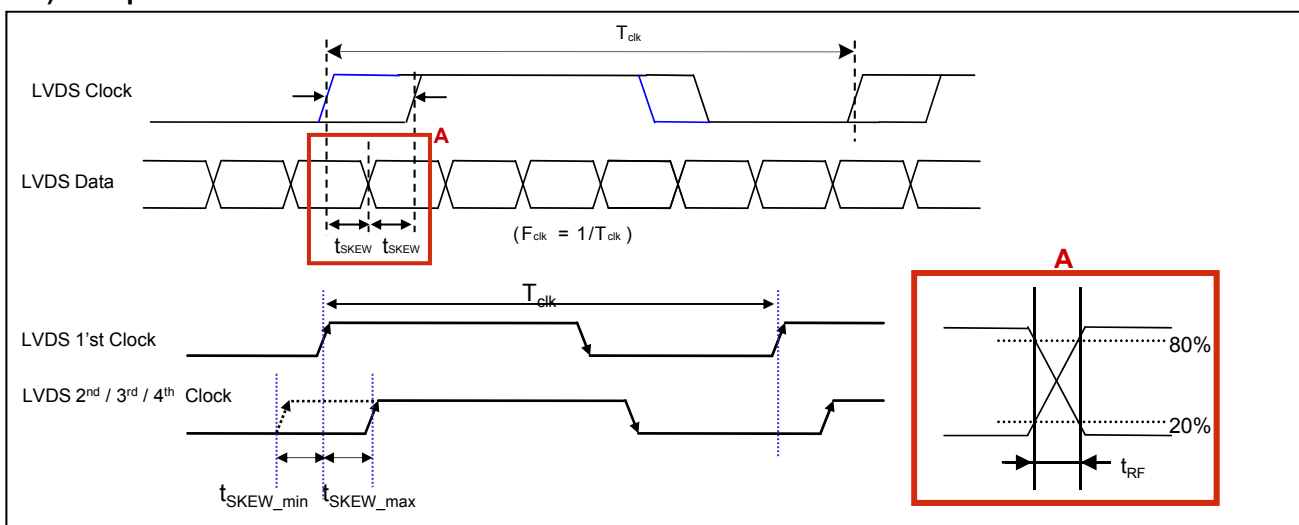 Tclk
LVDS Clock
A
LVDS Data
tSKEW tSKEW
(Fclk = 1/Tclk)
A
Tclk
LVDS 1'st Clock
80%
LVDS 2nd / 3rd / 4th Clock
20%
tRF
tSKEW_min tSKEW_max